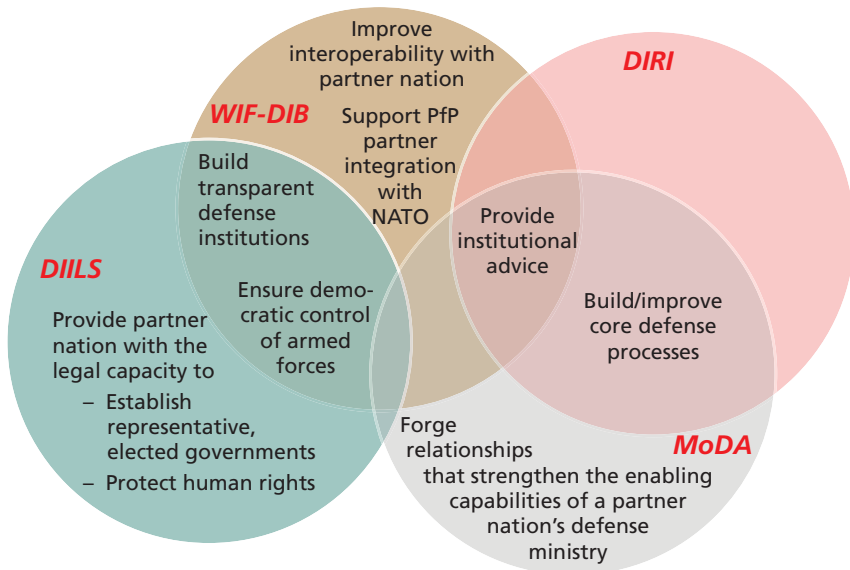 Improve
interoperability with
partner nation
DIRI
WIF-DIB
Support PfP
partner
integration
with
NATO
Build
transparent
defense
institutions
Provide
institutional
advice
DIILS
Ensure demo-
cratic control
of armed
forces
Build/improve
core defense
processes
Provide partner
nation with the
legal capacity to
– Establish
representative,
elected governments
– Protect human rights
Forge
relationships
that strengthen the enabling
capabilities of a partner
nation’s defense
ministry
MoDA